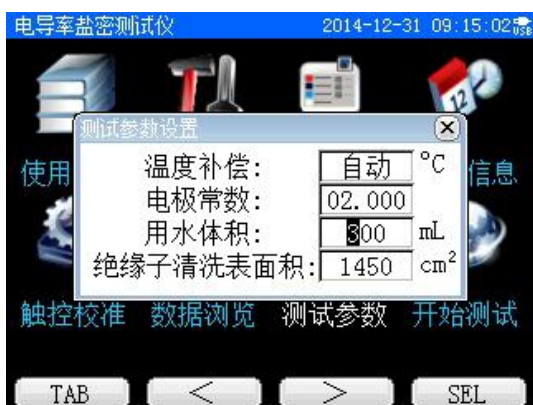 电导率盐密测试仪 2014-12-31 09:15:02 USB
12
测试参数设置
使用 信息
温度补偿: 自动 °C
电极常数: 02.000
用水体积: 300 mL
绝缘子清洗表面积: 1450 cm²
触控校准 数据浏览 测试参数 开始测试
TAB < > SEL